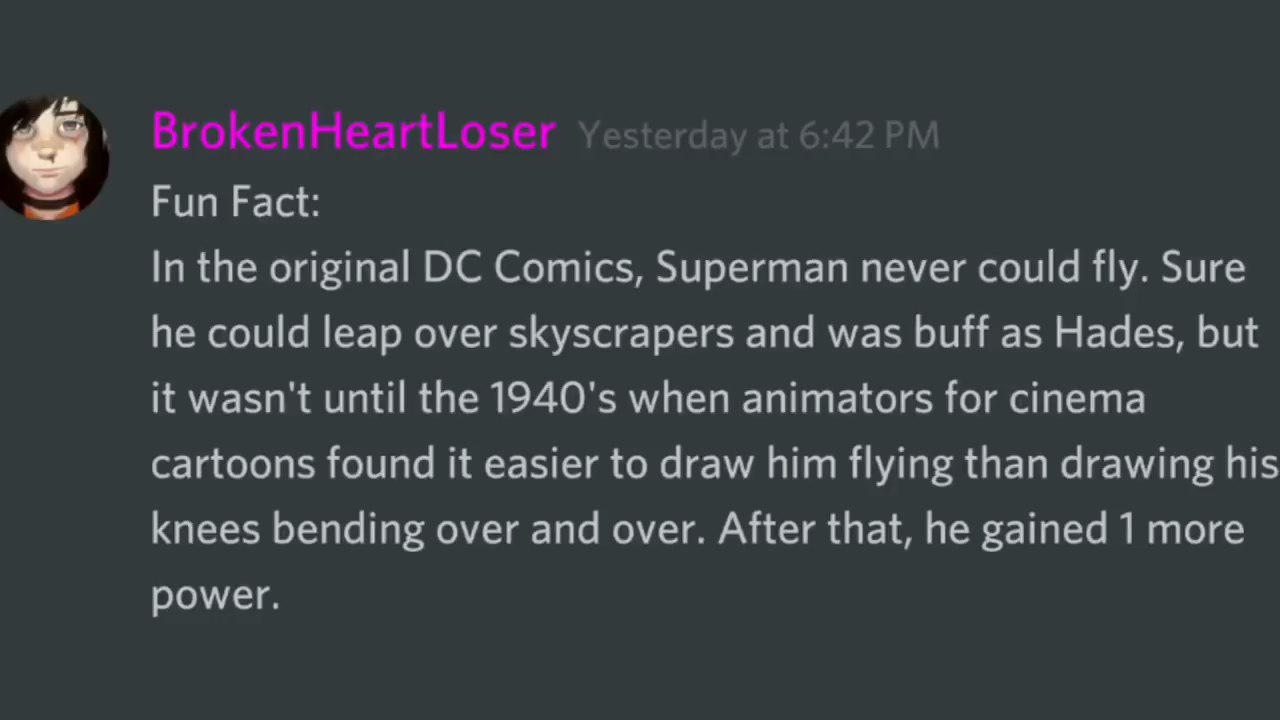 BrokenHeartLoser Yesterday at 6:42 PM
Fun Fact:
In the original DC Comics, Superman never could fly. Sure
he could leap over skyscrapers and was buff as Hades, but
it wasn't until the 1940's when animators for cinema
cartoons found it easier to draw him flying than drawing his
knees bending over and over. After that, he gained 1 more
power.